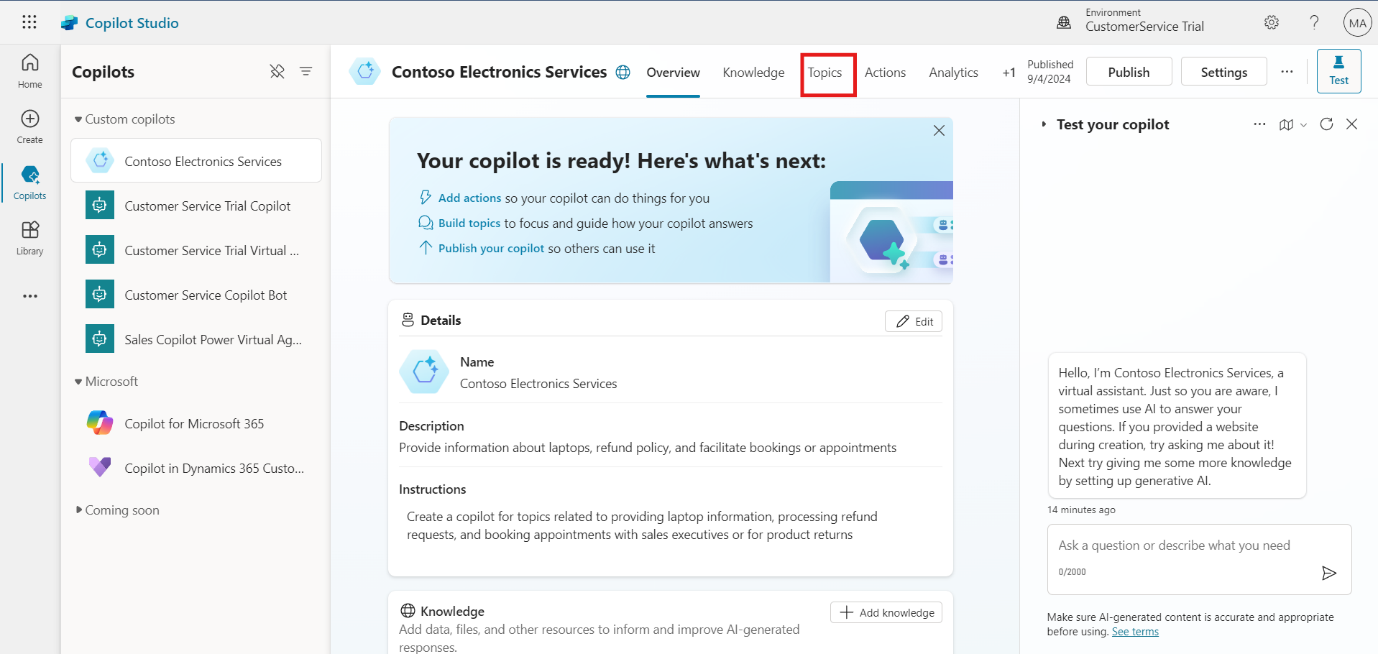 Copilot Studio
Environment
CustomerService Trial
?
MA
Home
Create
Copilots
Library
Copilots
Custom copilots
Contoso Electronics Services
Customer Service Trial Copilot
Customer Service Trial Virtual ...
Customer Service Copilot Bot
Sales Copilot Power Virtual Ag...
Microsoft
Copilot for Microsoft 365
Copilot in Dynamics 365 Custo...
Coming soon
Contoso Electronics Services
Overview
Knowledge
Topics
Actions
Analytics
+1
Published
9/4/2024
Publish
Settings
Test
Your copilot is ready! Here's what's next:
Add actions so your copilot can do things for you
Build topics to focus and guide how your copilot answers
Publish your copilot so others can use it
Details
Edit
Name
Contoso Electronics Services
Description
Provide information about laptops, refund policy, and facilitate bookings or appointments
Instructions
Create a copilot for topics related to providing laptop information, processing refund
requests, and booking appointments with sales executives or for product returns
Knowledge
Add knowledge
Add data, files, and other resources to inform and improve AI-generated
responses.
Test your copilot
Hello, I'm Contoso Electronics Services, a
virtual assistant. Just so you are aware, I
sometimes use AI to answer your
questions. If you provided a website
during creation, try asking me about it!
Next try giving me some more knowledge
by setting up generative AI.
14 minutes ago
Ask a question or describe what you need
0/2000
Make sure AI-generated content is accurate and appropriate
before using. See terms